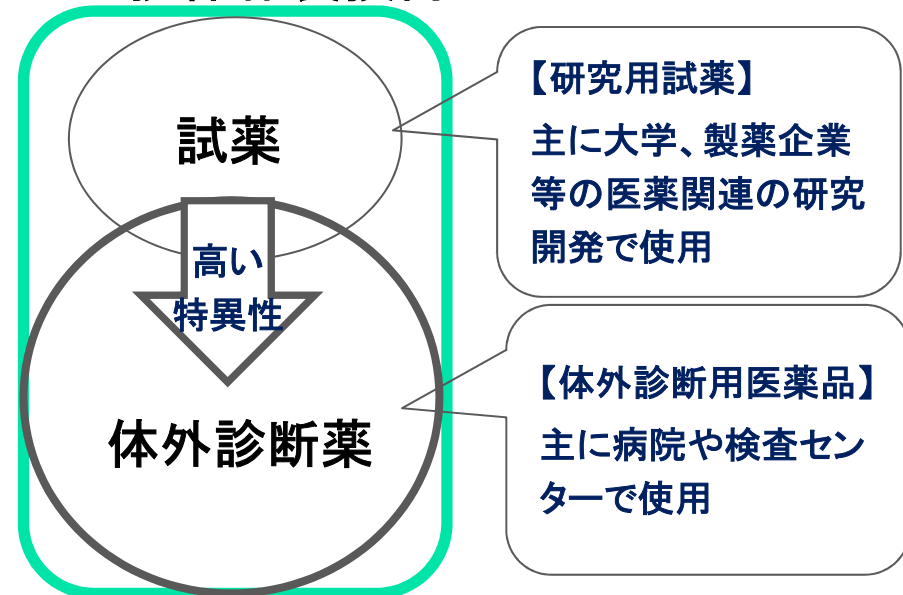 試薬
高い
特異性
体外診断薬
【研究用試薬】
主に大学、製薬企業
等の医薬関連の研究
開発で使用
【体外診断用医薬品】
主に病院や検査セン
ターで使用